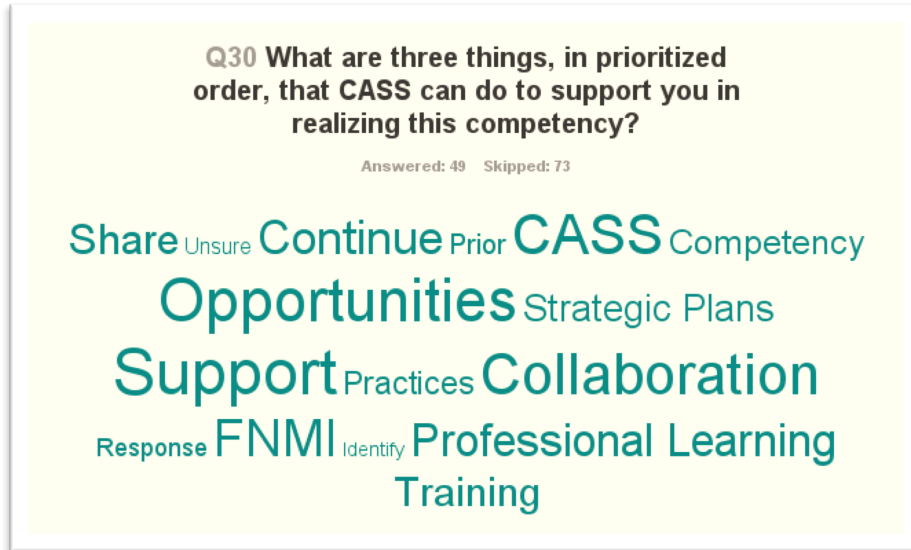 Q30 What are three things, in prioritized
order, that CASS can do to support you in
realizing this competency?
Answered: 49 Skipped: 73
Share Unsure Continue Prior CASS Competency
Opportunities Strategic Plans
Support Practices Collaboration
Response FNMI Identify Professional Learning
Training